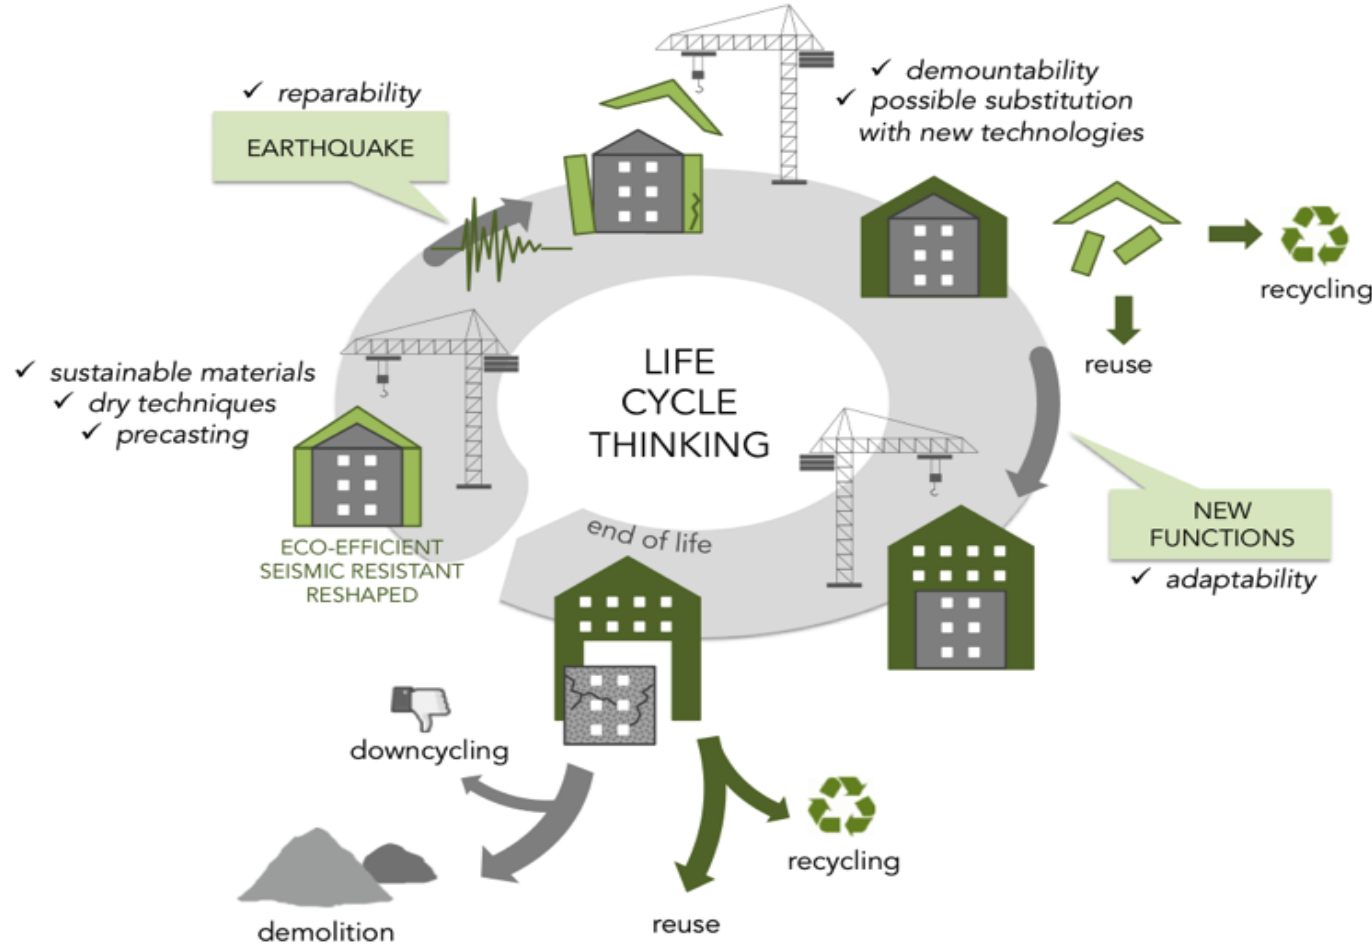 ✓ reparability
EARTHQUAKE
✓ demountability
✓ possible substitution
with new technologies
recycling
reuse
✓ sustainable materials
✓ dry techniques
✓ precasting
LIFE
CYCLE
THINKING
ECO-EFFICIENT
SEISMIC RESISTANT
RESHAPED
NEW
FUNCTIONS
✓ adaptability
end of life
downcycling
demolition
recycling
reuse